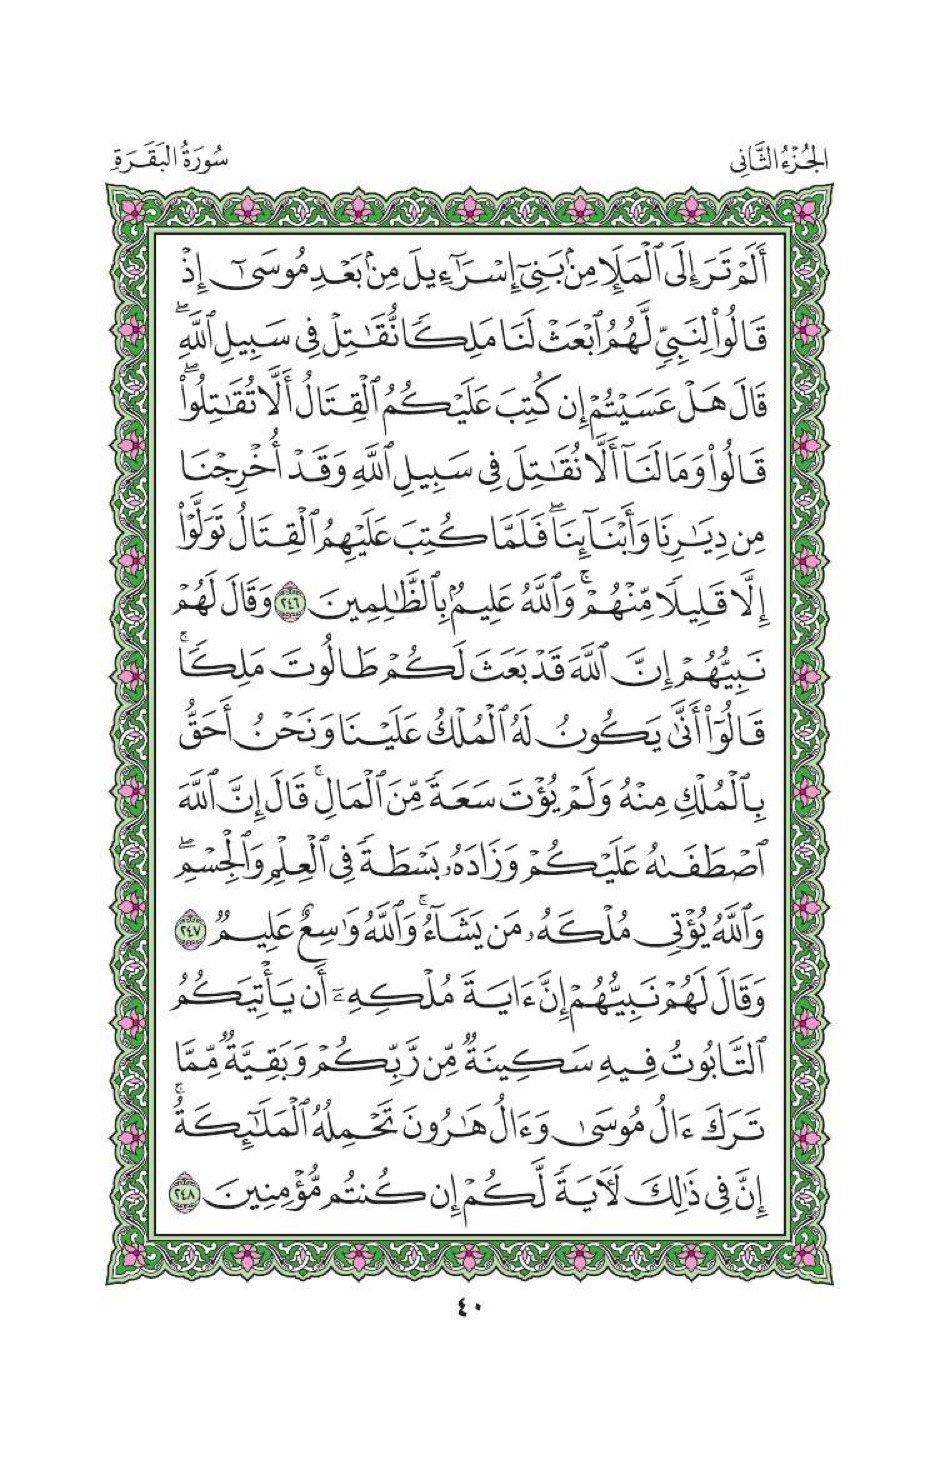 الجُزْءُ الثَّانِي
سُورَةُ البَقَرَةِ
أَلَمْ تَرَ إِلَى ٱلْمَلَإِ مِنۢ بَنِىٓ إِسْرَٰٓءِيلَ مِنۢ بَعْدِ مُوسَىٰٓ إِذْ
قَالُوا۟ لِنَبِىٍّ لَّهُمُ ٱبْعَثْ لَنَا مَلِكًا نُّقَٰتِلْ فِى سَبِيلِ ٱللَّهِ ۖ
قَالَ هَلْ عَسَيْتُمْ إِن كُتِبَ عَلَيْكُمُ ٱلْقِتَالُ أَلَّا تُقَٰتِلُوا۟ ۖ
قَالُوا۟ وَمَا لَنَآ أَلَّا نُقَٰتِلَ فِى سَبِيلِ ٱللَّهِ وَقَدْ أُخْرِجْنَا
مِن دِيَٰرِنَا وَأَبْنَآئِنَا ۖ فَلَمَّا كُتِبَ عَلَيْهِمُ ٱلْقِتَالُ تَوَلَّوْا۟
إِلَّا قَلِيلًا مِّنْهُمْ ۗ وَٱللَّهُ عَلِيمٌۢ بِٱلظَّٰلِمِينَ ٢٤٦ وَقَالَ لَهُمْ
نَبِيُّهُمْ إِنَّ ٱللَّهَ قَدْ بَعَثَ لَكُمْ طَالُوتَ مَلِكًا ۚ
قَالُوٓا۟ أَنَّىٰ يَكُونُ لَهُ ٱلْمُلْكُ عَلَيْنَا وَنَحْنُ أَحَقُّ
بِٱلْمُلْكِ مِنْهُ وَلَمْ يُؤْتَ سَعَةً مِّنَ ٱلْمَالِ ۚ قَالَ إِنَّ ٱللَّهَ
ٱصْطَفَىٰهُ عَلَيْكُمْ وَزَادَهُۥ بَسْطَةً فِى ٱلْعِلْمِ وَٱلْجِسْمِ ۖ
وَٱللَّهُ يُؤْتِى مُلْكَهُۥ مَن يَشَآءُ ۚ وَٱللَّهُ وَٰسِعٌ عَلِيمٌ ٢٤٧
وَقَالَ لَهُمْ نَبِيُّهُمْ إِنَّ ءَايَةَ مُلْكِهِۦٓ أَن يَأْتِيَكُمُ
ٱلتَّابُوتُ فِيهِ سَكِينَةٌ مِّن رَّبِّكُمْ وَبَقِيَّةٌ مِّمَّا
تَرَكَ ءَالُ مُوسَىٰ وَءَالُ هَٰرُونَ تَحْمِلُهُ ٱلْمَلَٰٓئِكَةُ ۚ
إِنَّ فِى ذَٰلِكَ لَءَايَةً لَّكُمْ إِن كُنتُم مُّؤْمِنِينَ ٢٤٨
٤٠